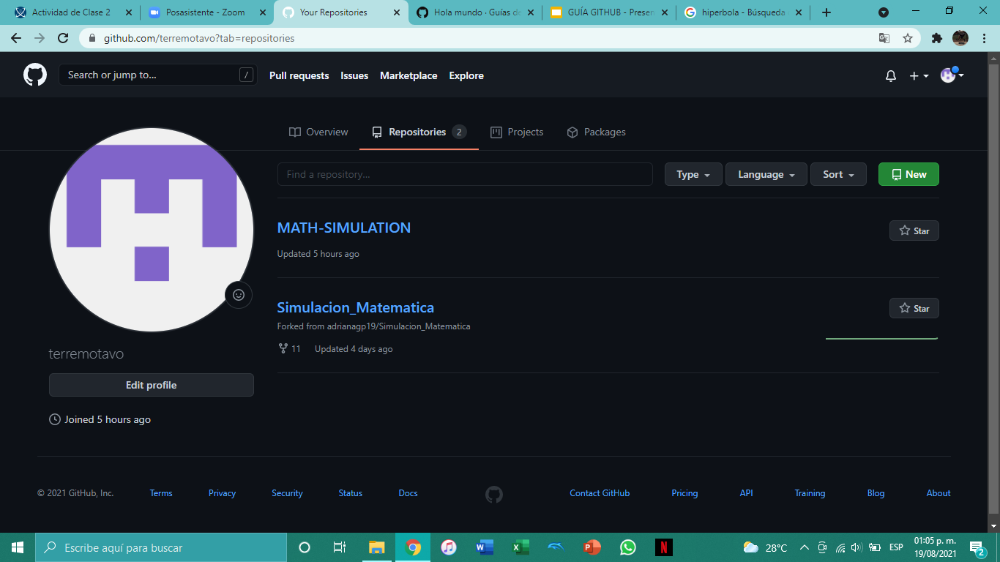 Actividad de Clase 2
Posasistente - Zoom
Your Repositories
Hola mundo · Guías de
GUÍA GITHUB - Presen
hiperbola - Búsqueda
github.com/terremotavo?tab=repositories
Search or jump to... /
Pull requests Issues Marketplace Explore
Overview Repositories 2 Projects Packages
Find a repository... Type Language Sort New
MATH-SIMULATION
Star
Updated 5 hours ago
Simulacion_Matematica
Star
Forked from adrianagp19/Simulacion_Matematica
11 Updated 4 days ago
terremotavo
Edit profile
Joined 5 hours ago
© 2021 GitHub, Inc. Terms Privacy Security Status Docs Contact GitHub Pricing API Training Blog About
Escribe aquí para buscar
28°C ESP
01:05 p. m.
19/08/2021
2